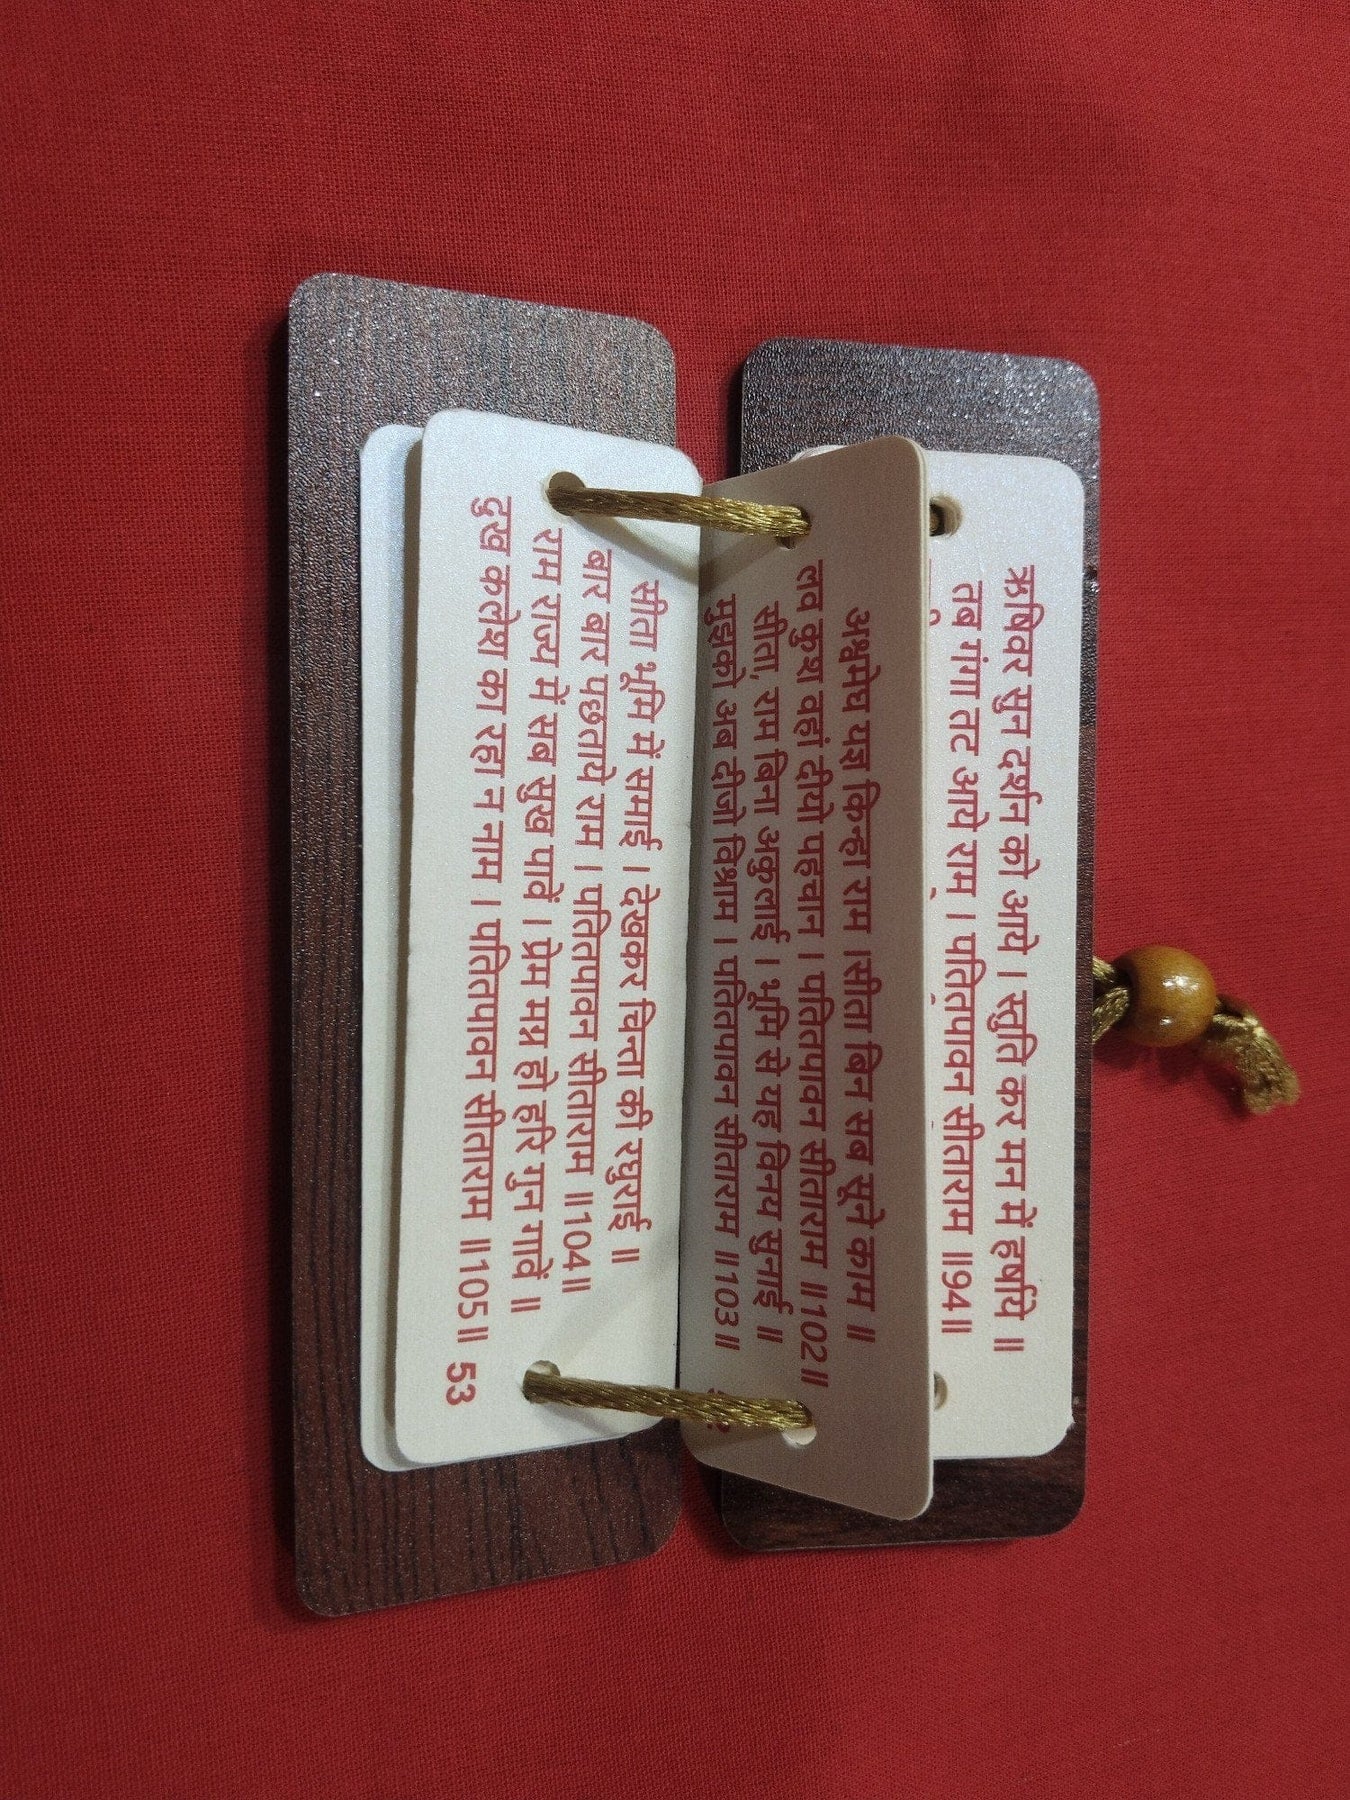 ऋषिवर सुन दर्शन को आये । स्तुति कर मन में हर्षाये ॥
तब गंगा तट आये राम । पतितपावन सीताराम ॥94॥
अश्वमेघ यज्ञ किन्हा राम ।सीता बिन सब सूने काम ॥
लव कुश वहां दीयो पहचान । पतितपावन सीताराम ॥102॥
सीता, राम बिना अकुलाई । भूमि से यह विनय सुनाई ॥
मुझको अब दीजो विश्राम । पतितपावन सीताराम ॥103॥
सीता भूमि में समाई । देखकर चिन्ता की रघुराई ॥
बार बार पछताये राम । पतितपावन सीताराम ॥104॥
राम राज्य में सब सुख पावें । प्रेम मग्न हो हरि गुन गावें ॥
दुख कलेश का रहा न नाम । पतितपावन सीताराम ॥105॥
53